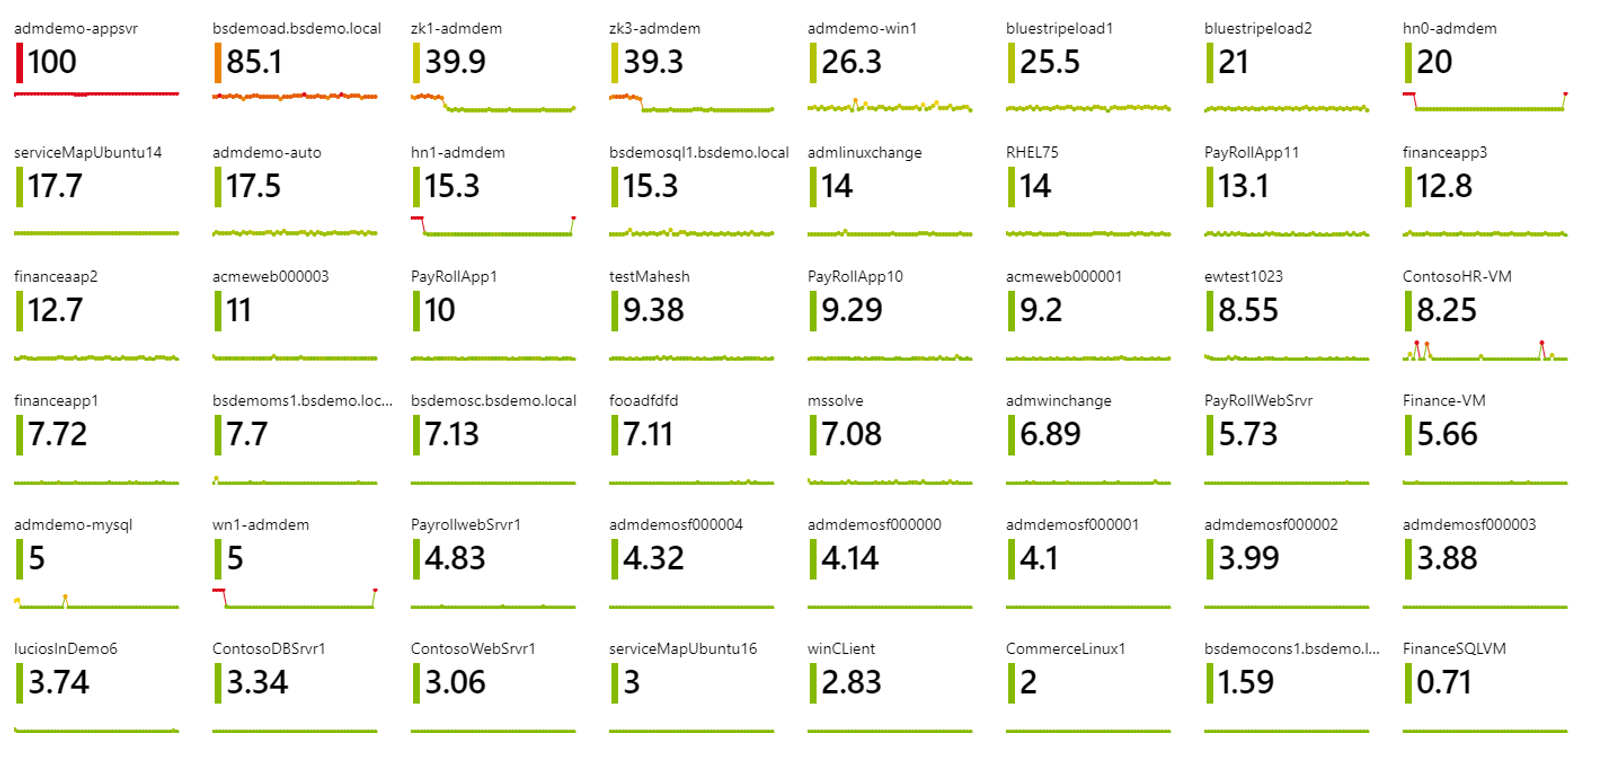 admdemo-appsvr bsdemoad.bsdemo.local zk1-admdem zk3-admdem admdemo-win1 bluestripeload1 bluestripeload2 hn0-admdem
100 85.1 39.9 39.3 26.3 25.5 21 20
serviceMapUbuntu14 admdemo-auto hn1-admdem bsdemosql1.bsdemo.local admlinuxchange RHEL75 PayRollApp11 financeapp3
17.7 17.5 15.3 15.3 14 14 13.1 12.8
financeaap2 acmeweb000003 PayRollApp1 testMahesh PayRollApp10 acmeweb000001 ewtest1023 ContosoHR-VM
12.7 11 10 9.38 9.29 9.2 8.55 8.25
financeapp1 bsdemoms1.bsdemo.loc... bsdemosc.bsdemo.local fooadfdfd mssolve admwinchange PayRollWebSrvr Finance-VM
7.72 7.7 7.13 7.11 7.08 6.89 5.73 5.66
admdemo-mysql wn1-admdem PayrollwebSrvr1 admdemosf000004 admdemosf000000 admdemosf000001 admdemosf000002 admdemosf000003
5 5 4.83 4.32 4.14 4.1 3.99 3.88
luciosInDemo6 ContosoDBSrvr1 ContosoWebSrvr1 serviceMapUbuntu16 winCLient CommerceLinux1 bsdemocons1.bsdemo.l... FinanceSQLVM
3.74 3.34 3.06 3 2.83 2 1.59 0.71